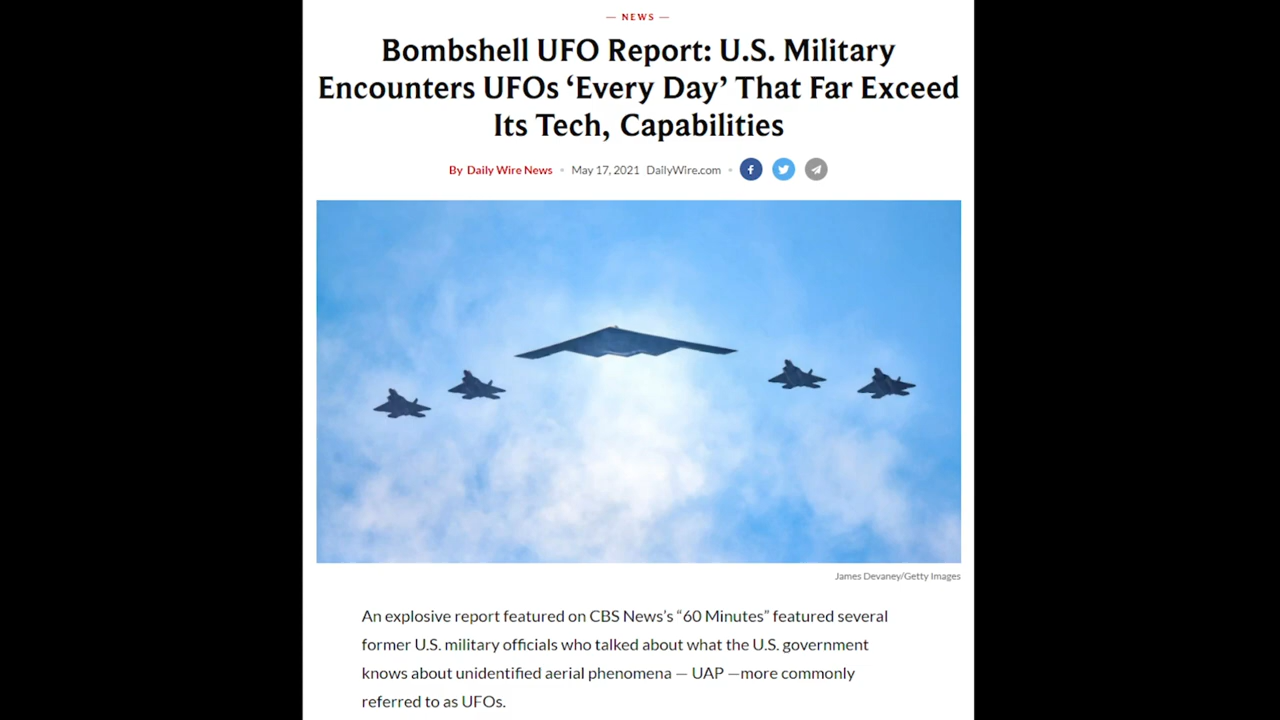 — NEWS —
Bombshell UFO Report: U.S. Military
Encounters UFOs ‘Every Day’ That Far Exceed
Its Tech, Capabilities
By Daily Wire News • May 17, 2021 DailyWire.com •
James Devaney/Getty Images
An explosive report featured on CBS News’s “60 Minutes” featured several
former U.S. military officials who talked about what the U.S. government
knows about unidentified aerial phenomena — UAP —more commonly
referred to as UFOs.